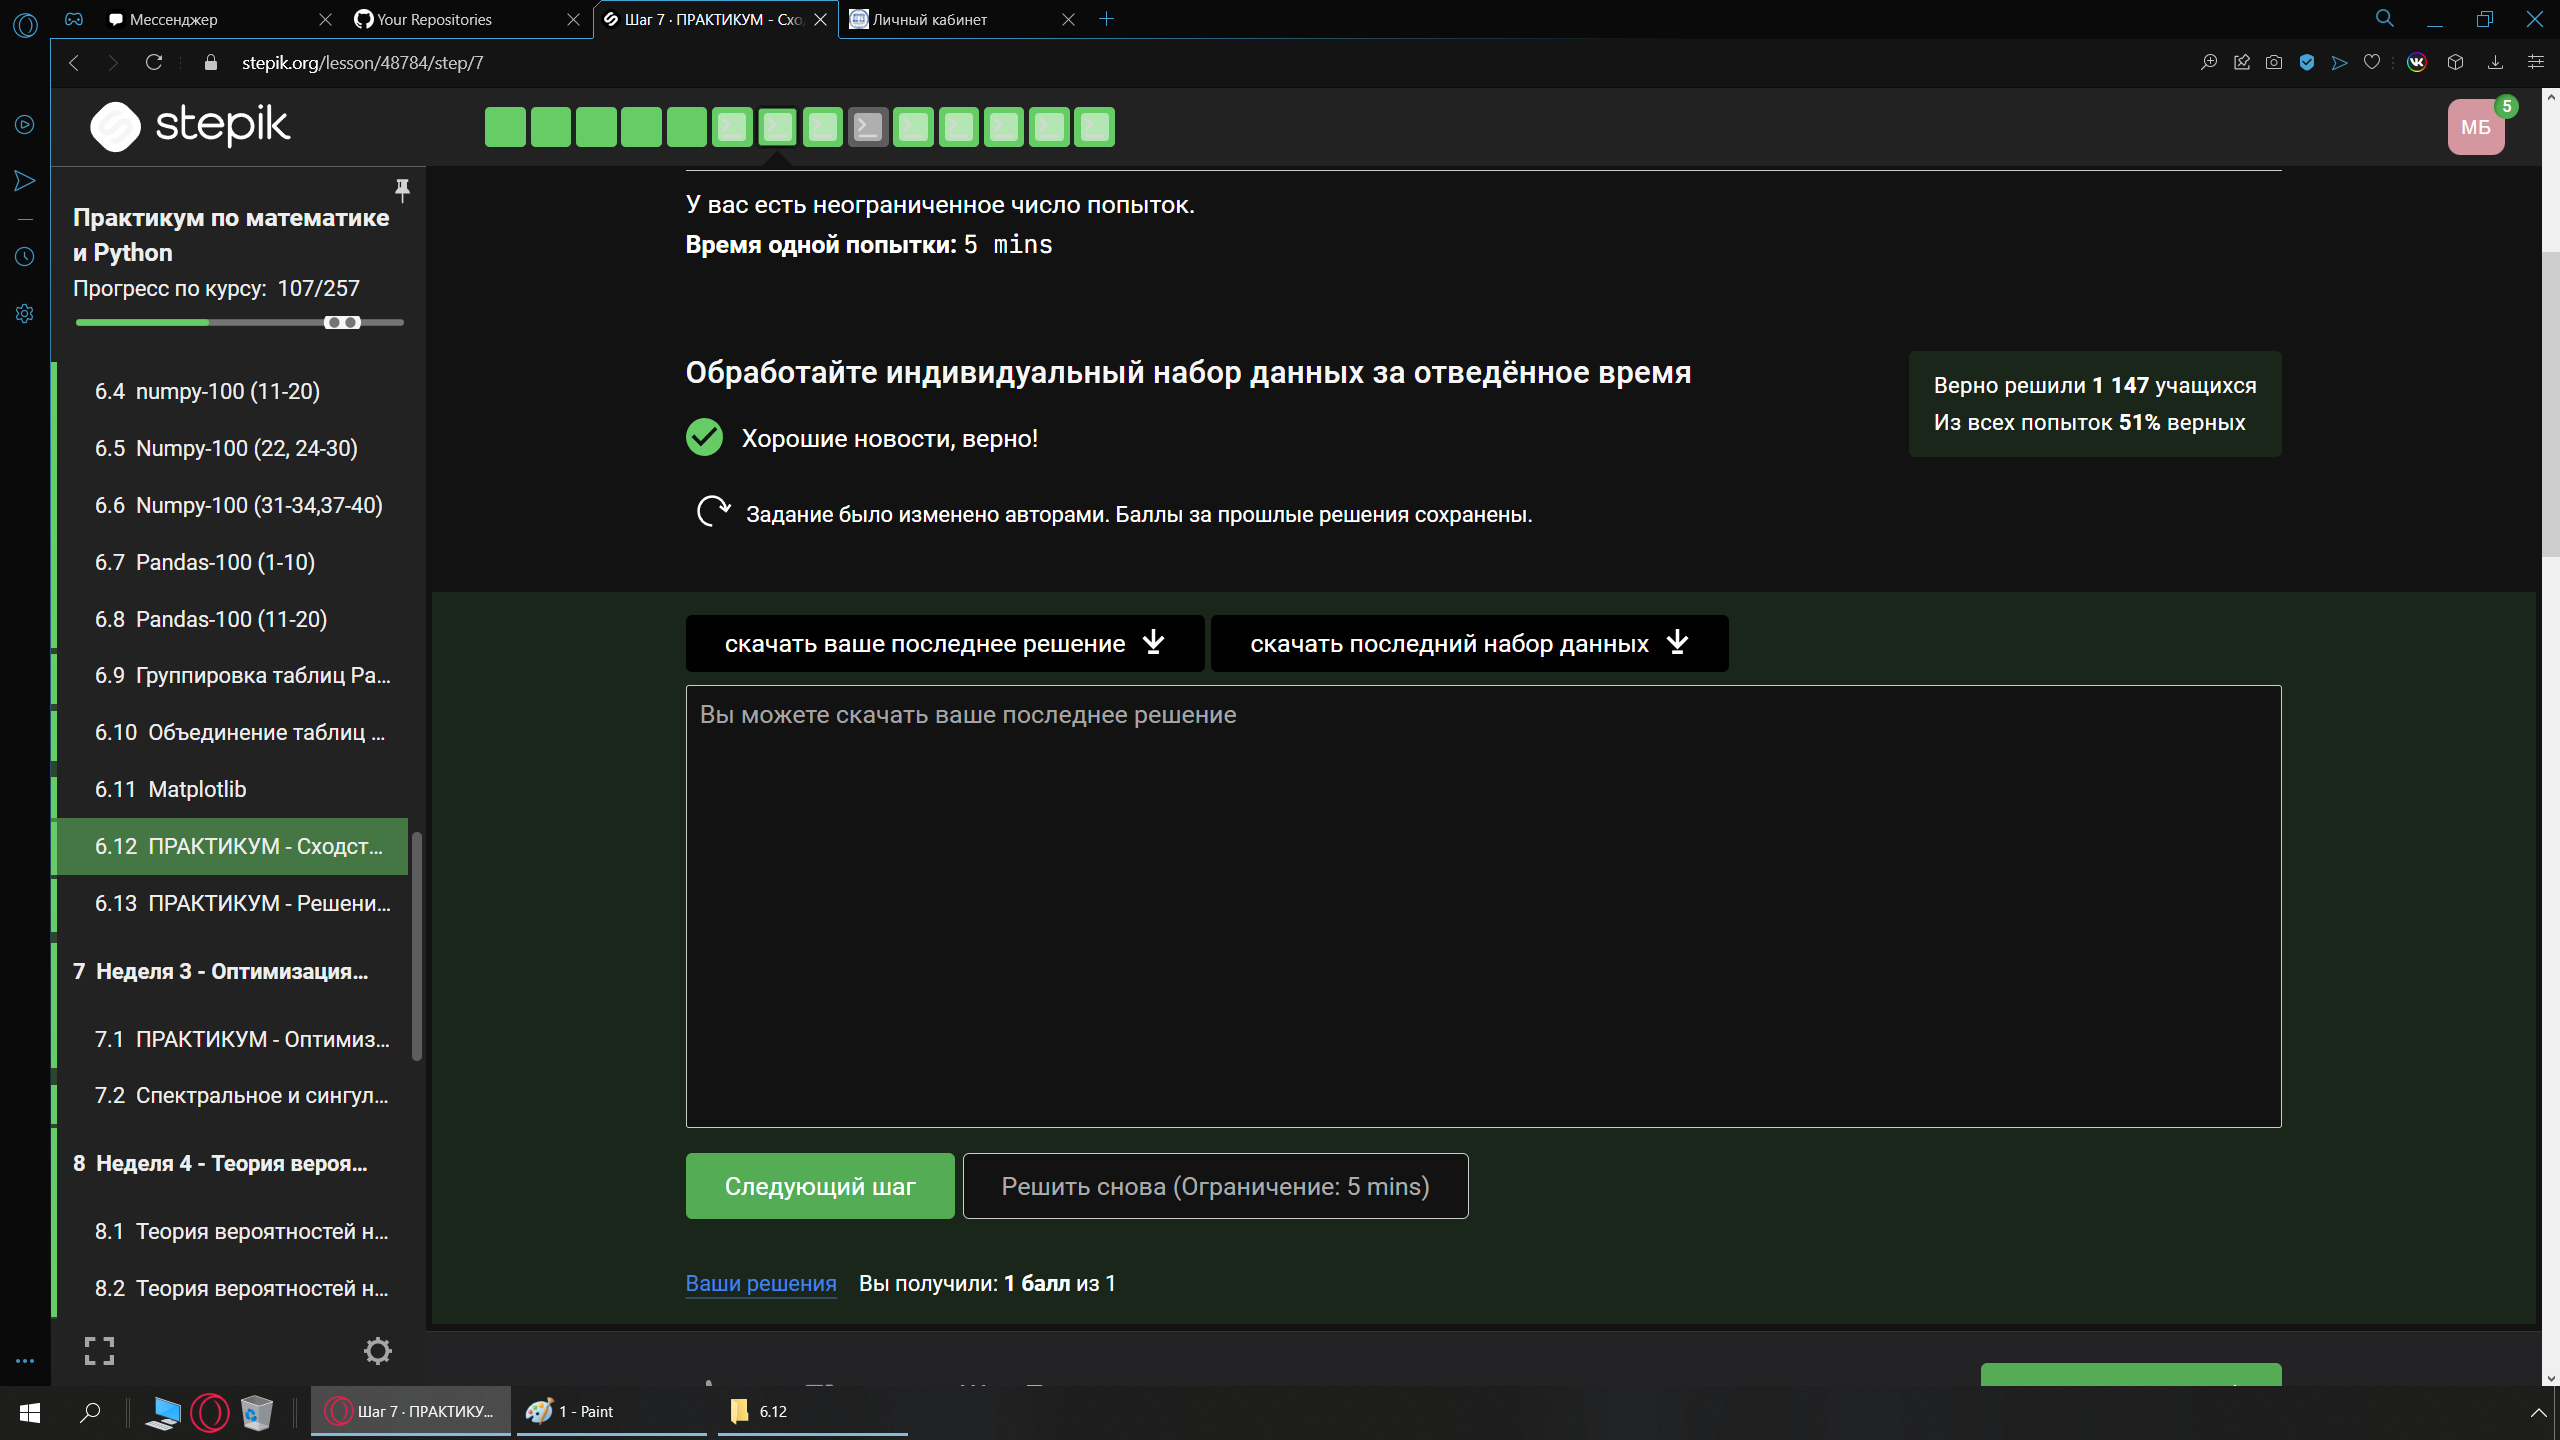 Мессенджер
Your Repositories
Шаг 7 · ПРАКТИКУМ - Схо
Личный кабинет
stepik.org/lesson/48784/step/7
stepik
МБ
5
Практикум по математике
и Python
Прогресс по курсу: 107/257
6.4 numpy-100 (11-20)
6.5 Numpy-100 (22, 24-30)
6.6 Numpy-100 (31-34,37-40)
6.7 Pandas-100 (1-10)
6.8 Pandas-100 (11-20)
6.9 Группировка таблиц Pa...
6.10 Объединение таблиц ...
6.11 Matplotlib
6.12 ПРАКТИКУМ - Сходст...
6.13 ПРАКТИКУМ - Решени...
7 Неделя 3 - Оптимизация...
7.1 ПРАКТИКУМ - Оптимиз...
7.2 Спектральное и сингул...
8 Неделя 4 - Теория вероя...
8.1 Теория вероятностей н...
8.2 Теория вероятностей н...
У вас есть неограниченное число попыток.
Время одной попытки: 5 mins
Обработайте индивидуальный набор данных за отведённое время
Верно решили 1 147 учащихся
Из всех попыток 51% верных
Хорошие новости, верно!
Задание было изменено авторами. Баллы за прошлые решения сохранены.
скачать ваше последнее решение
скачать последний набор данных
Вы можете скачать ваше последнее решение
Следующий шаг
Решить снова (Ограничение: 5 mins)
Ваши решения Вы получили: 1 балл из 1
Шаг 7 · ПРАКТИКУ...
1 - Paint
6.12